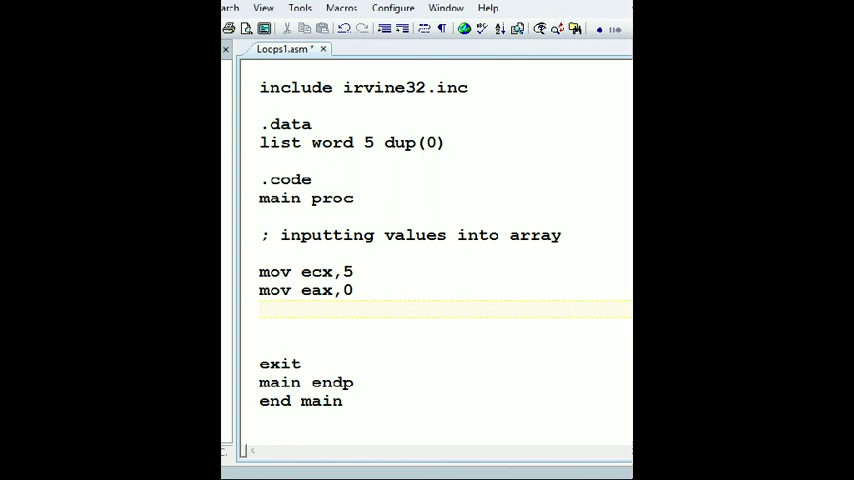 arch View Tools Macros Configure Window Help
Locps1.asm *
include irvine32.inc
.data
list word 5 dup(0)
.code
main proc
; inputting values into array
mov ecx,5
mov eax,0
exit
main endp
end main